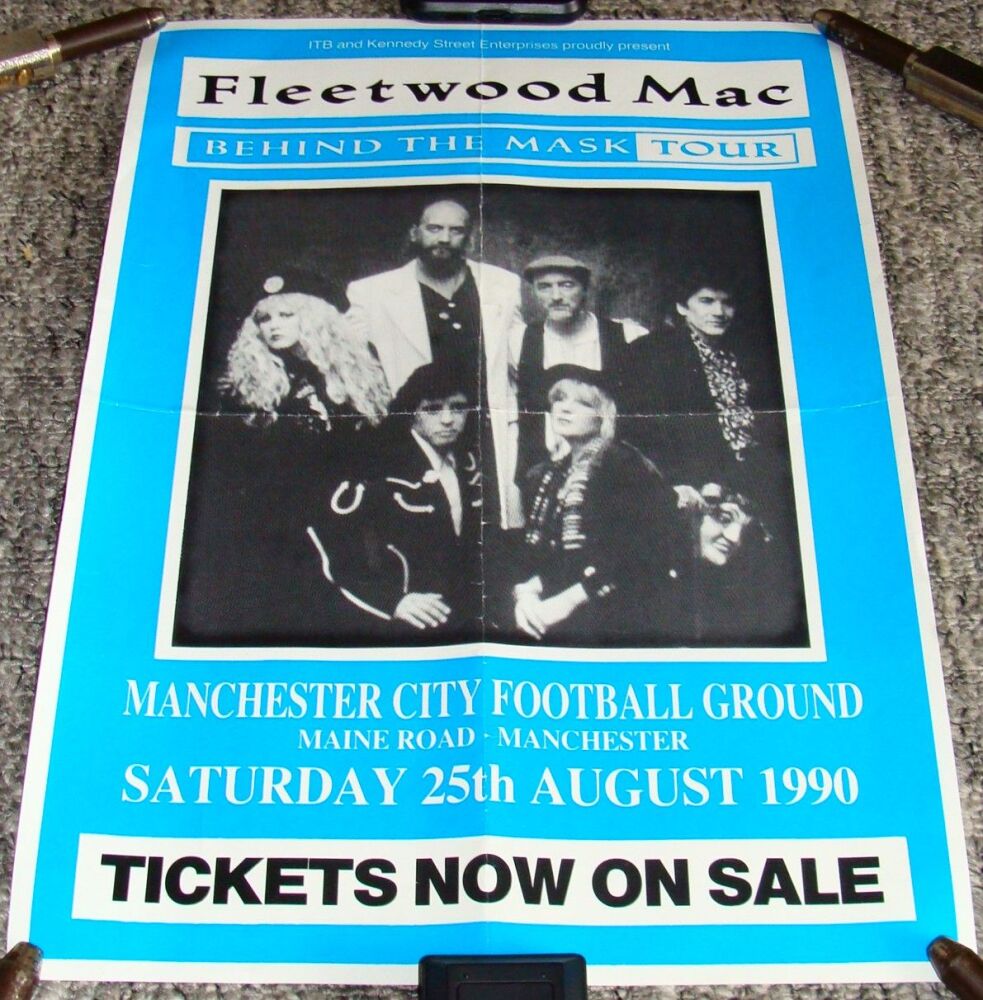 ITB and Kennedy Street Enterprises proudly present
Fleetwood Mac
BEHIND THE MASK TOUR
MANCHESTER CITY FOOTBALL GROUND
MAINE ROAD - MANCHESTER
SATURDAY 25th AUGUST 1990
TICKETS NOW ON SALE